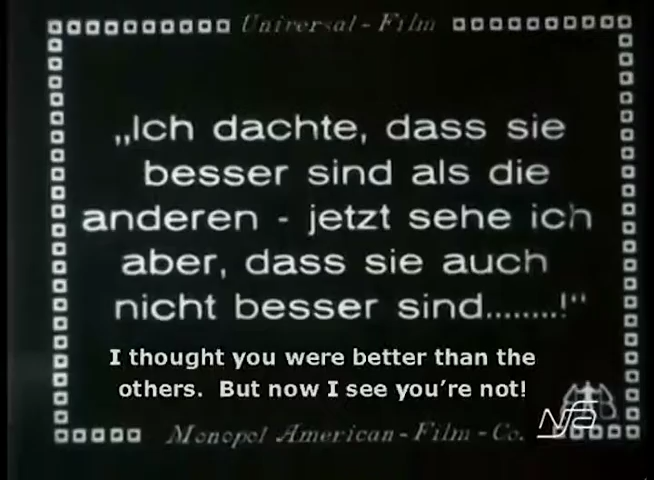 Universal-Film
„Ich dachte, dass sie
besser sind als die
anderen - jetzt sehe ich
aber, dass sie auch
nicht besser sind........!"
I thought you were better than the
others. But now I see you're not!
Monopol American-Film-Co.
NFA